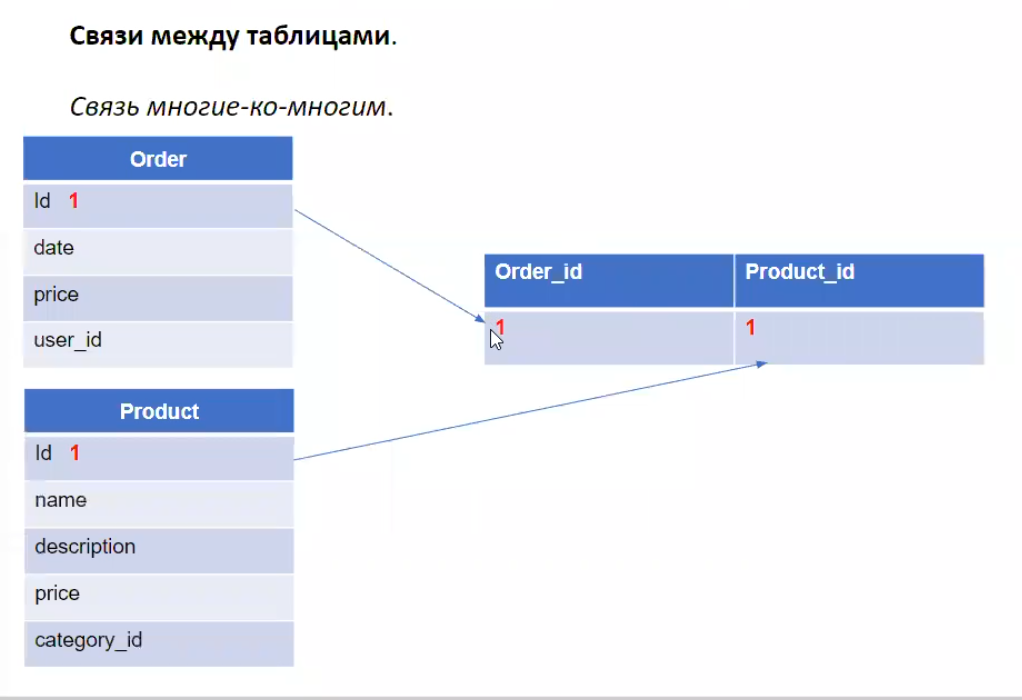 Связи между таблицами.
Связь многие-ко-многим.
Order
Id 1
date
price
user_id
Order_id Product_id
1 1
Product
Id 1
name
description
price
category_id